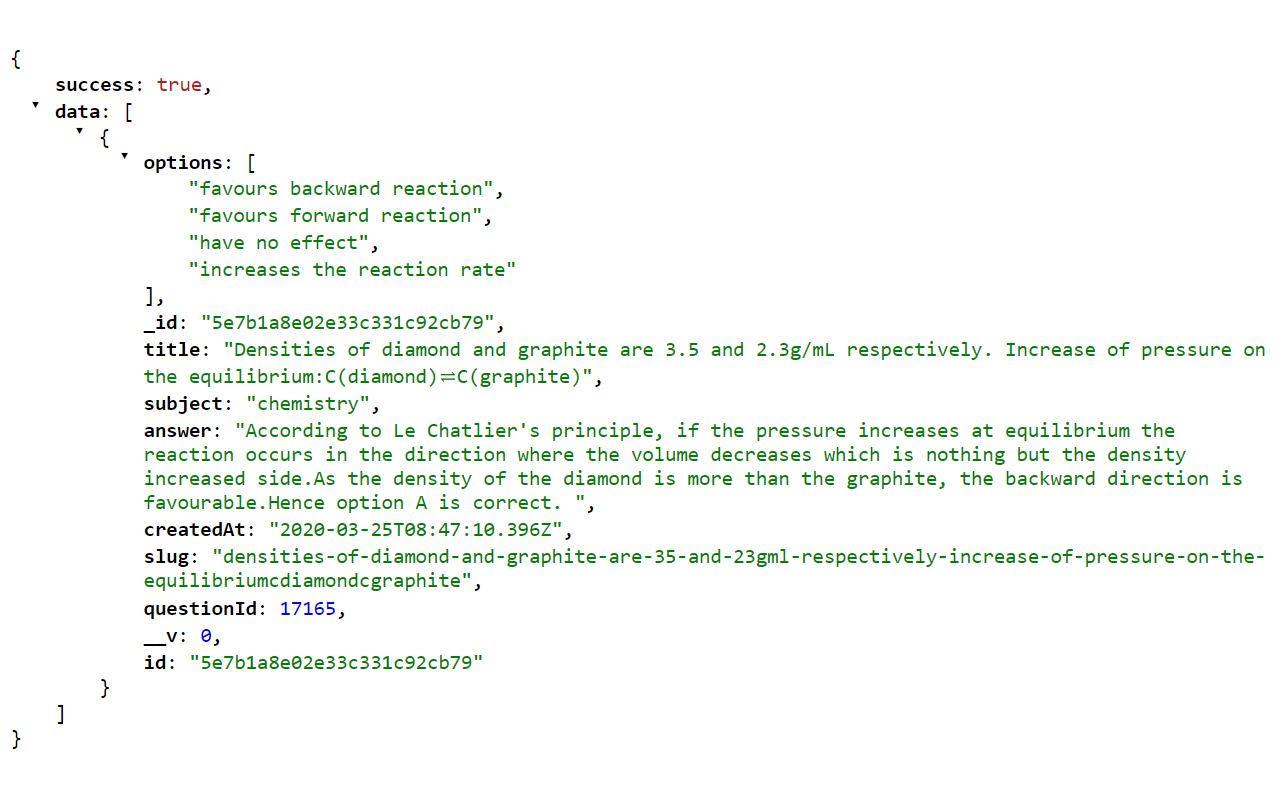 {
success: true,
data: [
{
options: [
"favours backward reaction",
"favours forward reaction",
"have no effect",
"increases the reaction rate"
],
_id: "5e7b1a8e02e33c331c92cb79",
title: "Densities of diamond and graphite are 3.5 and 2.3g/mL respectively. Increase of pressure on
the equilibrium:C(diamond)⇌C(graphite)",
subject: "chemistry",
answer: "According to Le Chatlier's principle, if the pressure increases at equilibrium the
reaction occurs in the direction where the volume decreases which is nothing but the density
increased side.As the density of the diamond is more than the graphite, the backward direction is
favourable.Hence option A is correct. ",
createdAt: "2020-03-25T08:47:10.396Z",
slug: "densities-of-diamond-and-graphite-are-35-and-23gml-respectively-increase-of-pressure-on-the-
equilibriumcdiamondcgraphite",
questionId: 17165,
__v: 0,
id: "5e7b1a8e02e33c331c92cb79"
}
]
}